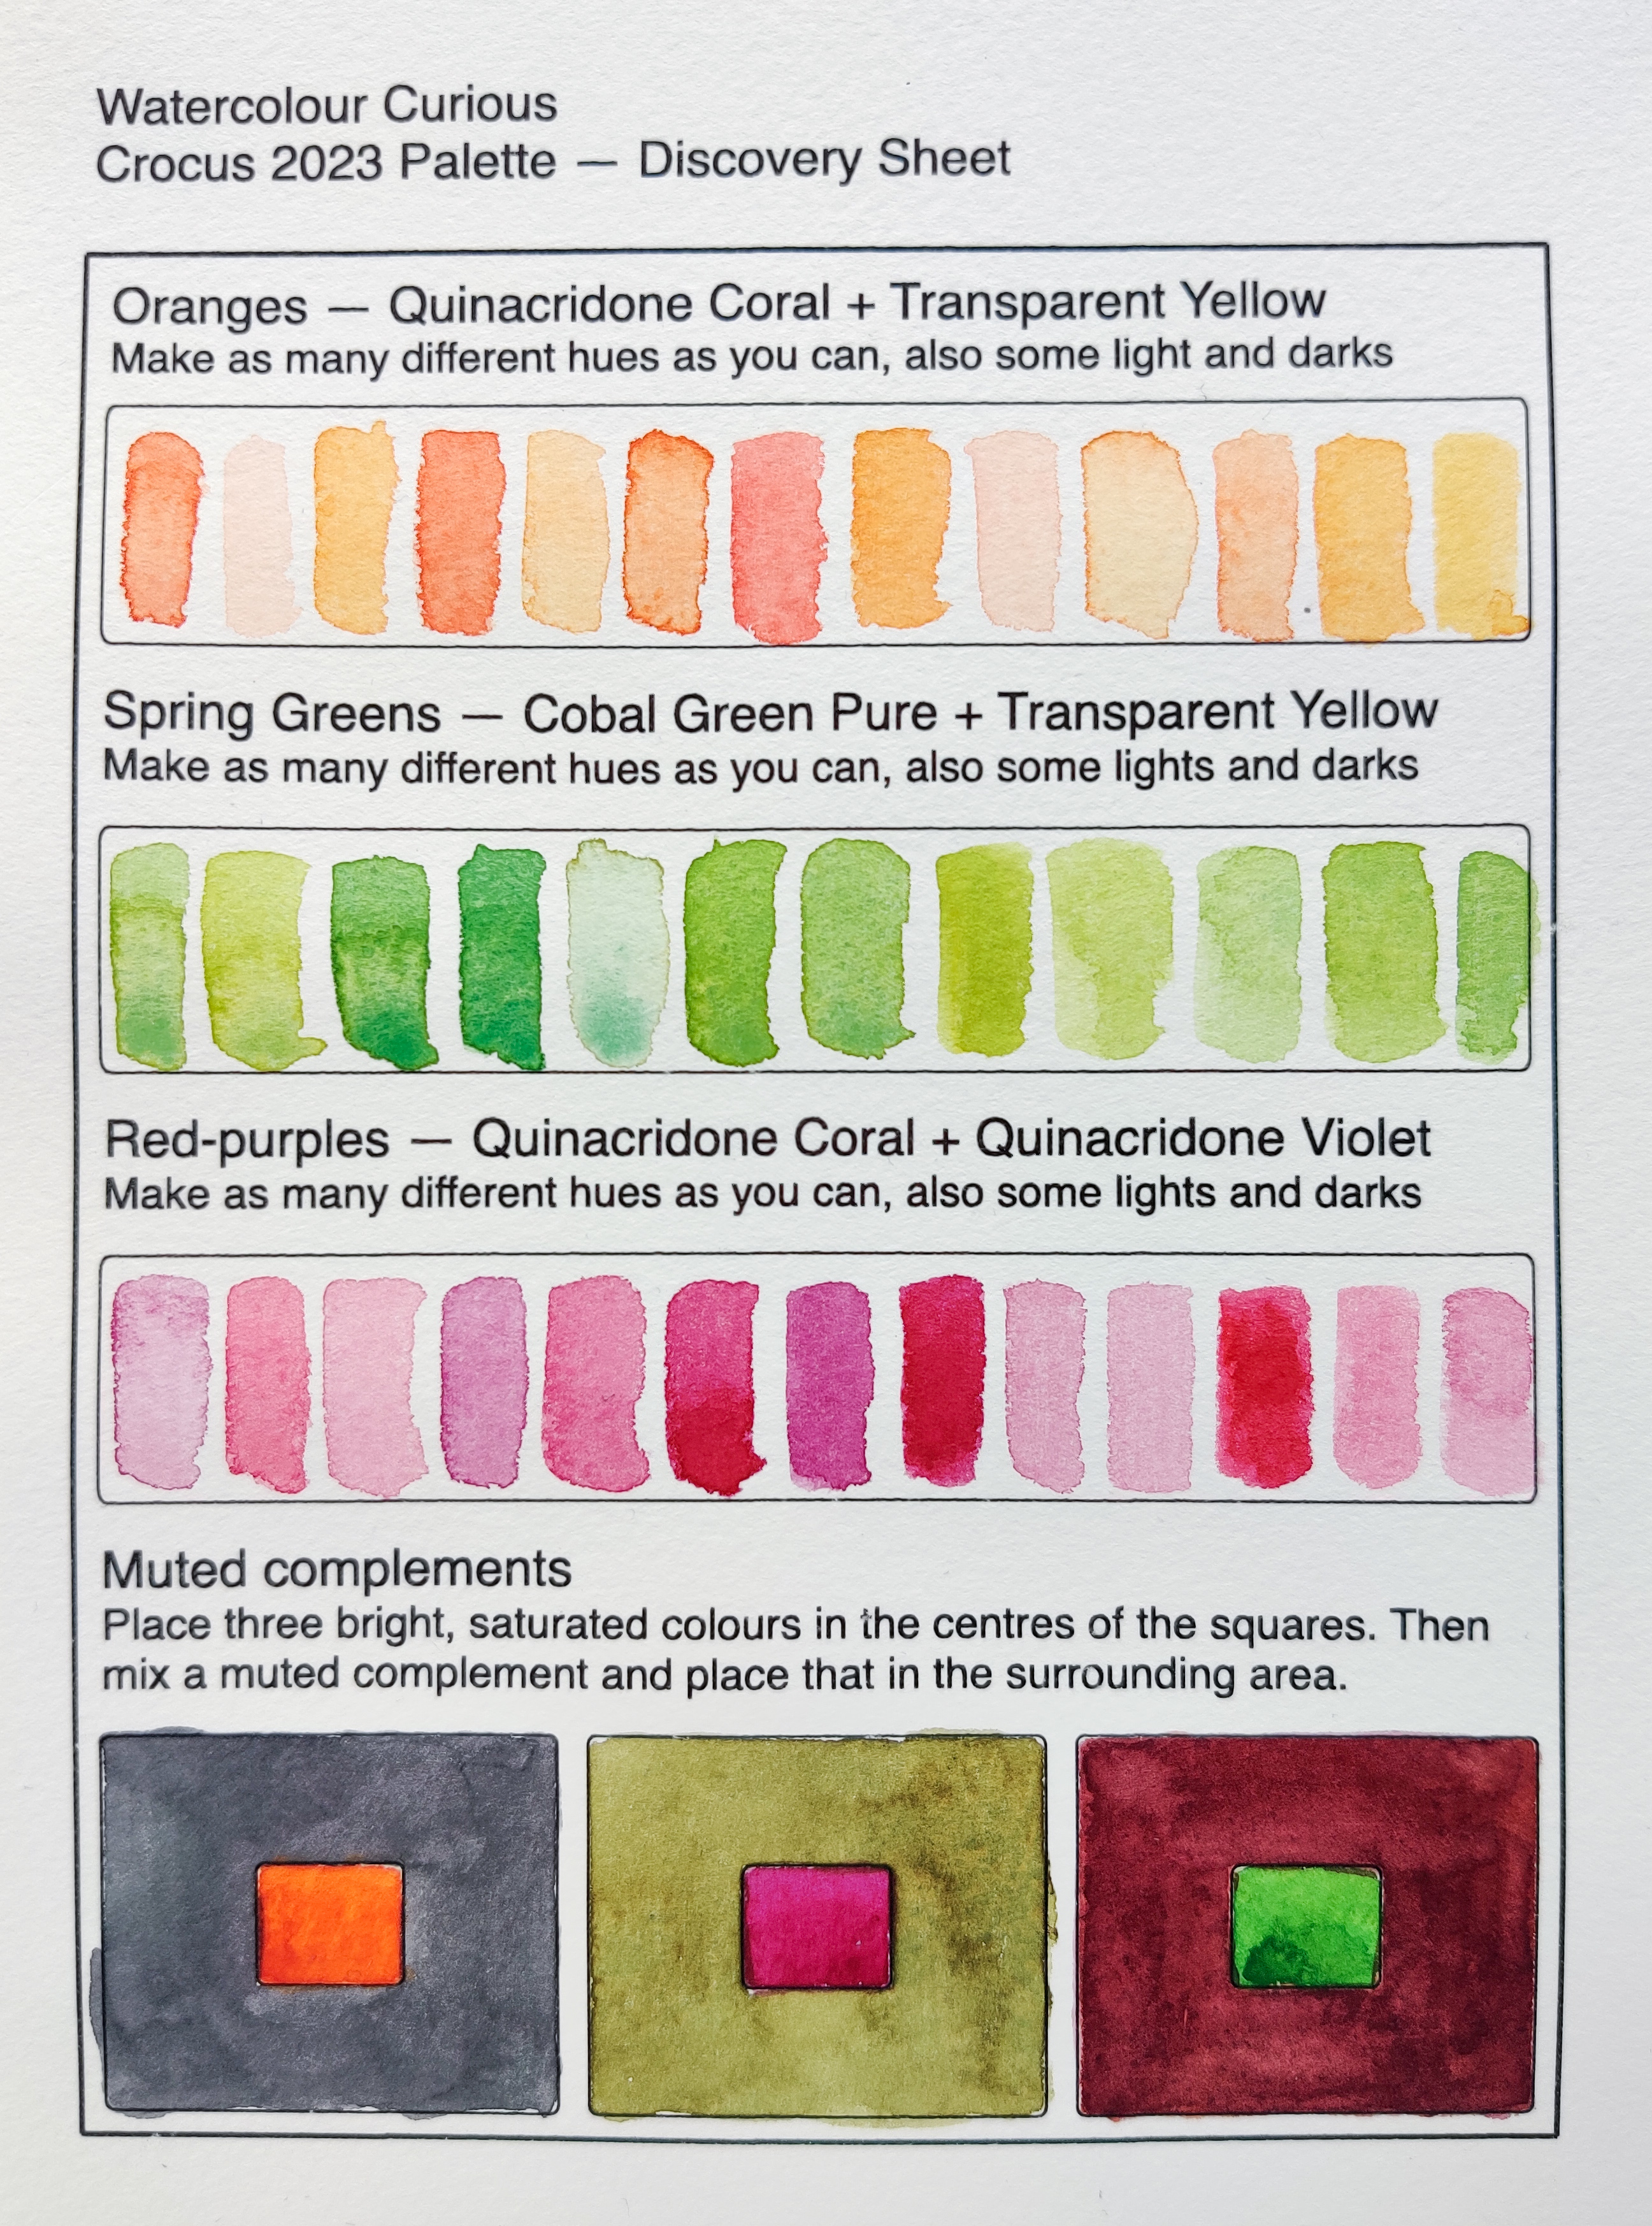 Watercolour Curious
Crocus 2023 Palette — Discovery Sheet
Oranges — Quinacridone Coral + Transparent Yellow
Make as many different hues as you can, also some light and darks
Spring Greens — Cobal Green Pure + Transparent Yellow
Make as many different hues as you can, also some lights and darks
Red-purples — Quinacridone Coral + Quinacridone Violet
Make as many different hues as you can, also some lights and darks
Muted complements
Place three bright, saturated colours in the centres of the squares. Then
mix a muted complement and place that in the surrounding area.